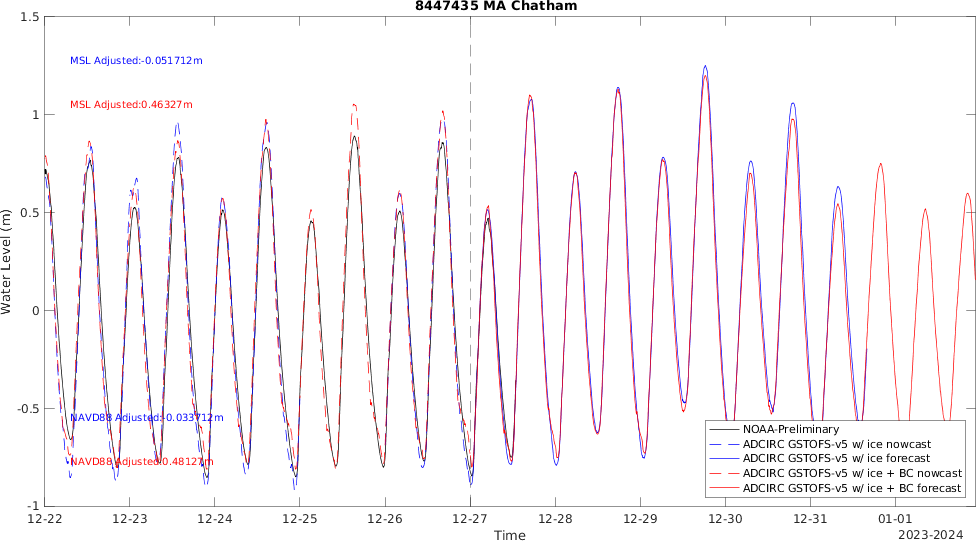 8447435 MA Chatham
1.5
MSL Adjusted:-0.051712m
MSL Adjusted:0.46327m
1
0.5
Water Level (m)
0
-0.5
NAVD88 Adjusted:-0.033712m
NAVD88 Adjusted:0.48127m
-1
NOAA-Preliminary
ADCIRC GSTOFS-v5 w/ ice nowcast
ADCIRC GSTOFS-v5 w/ ice forecast
ADCIRC GSTOFS-v5 w/ ice + BC nowcast
ADCIRC GSTOFS-v5 w/ ice + BC forecast
12-22 12-23 12-24 12-25 12-26 12-27 12-28 12-29 12-30 12-31 01-01
Time
2023-2024